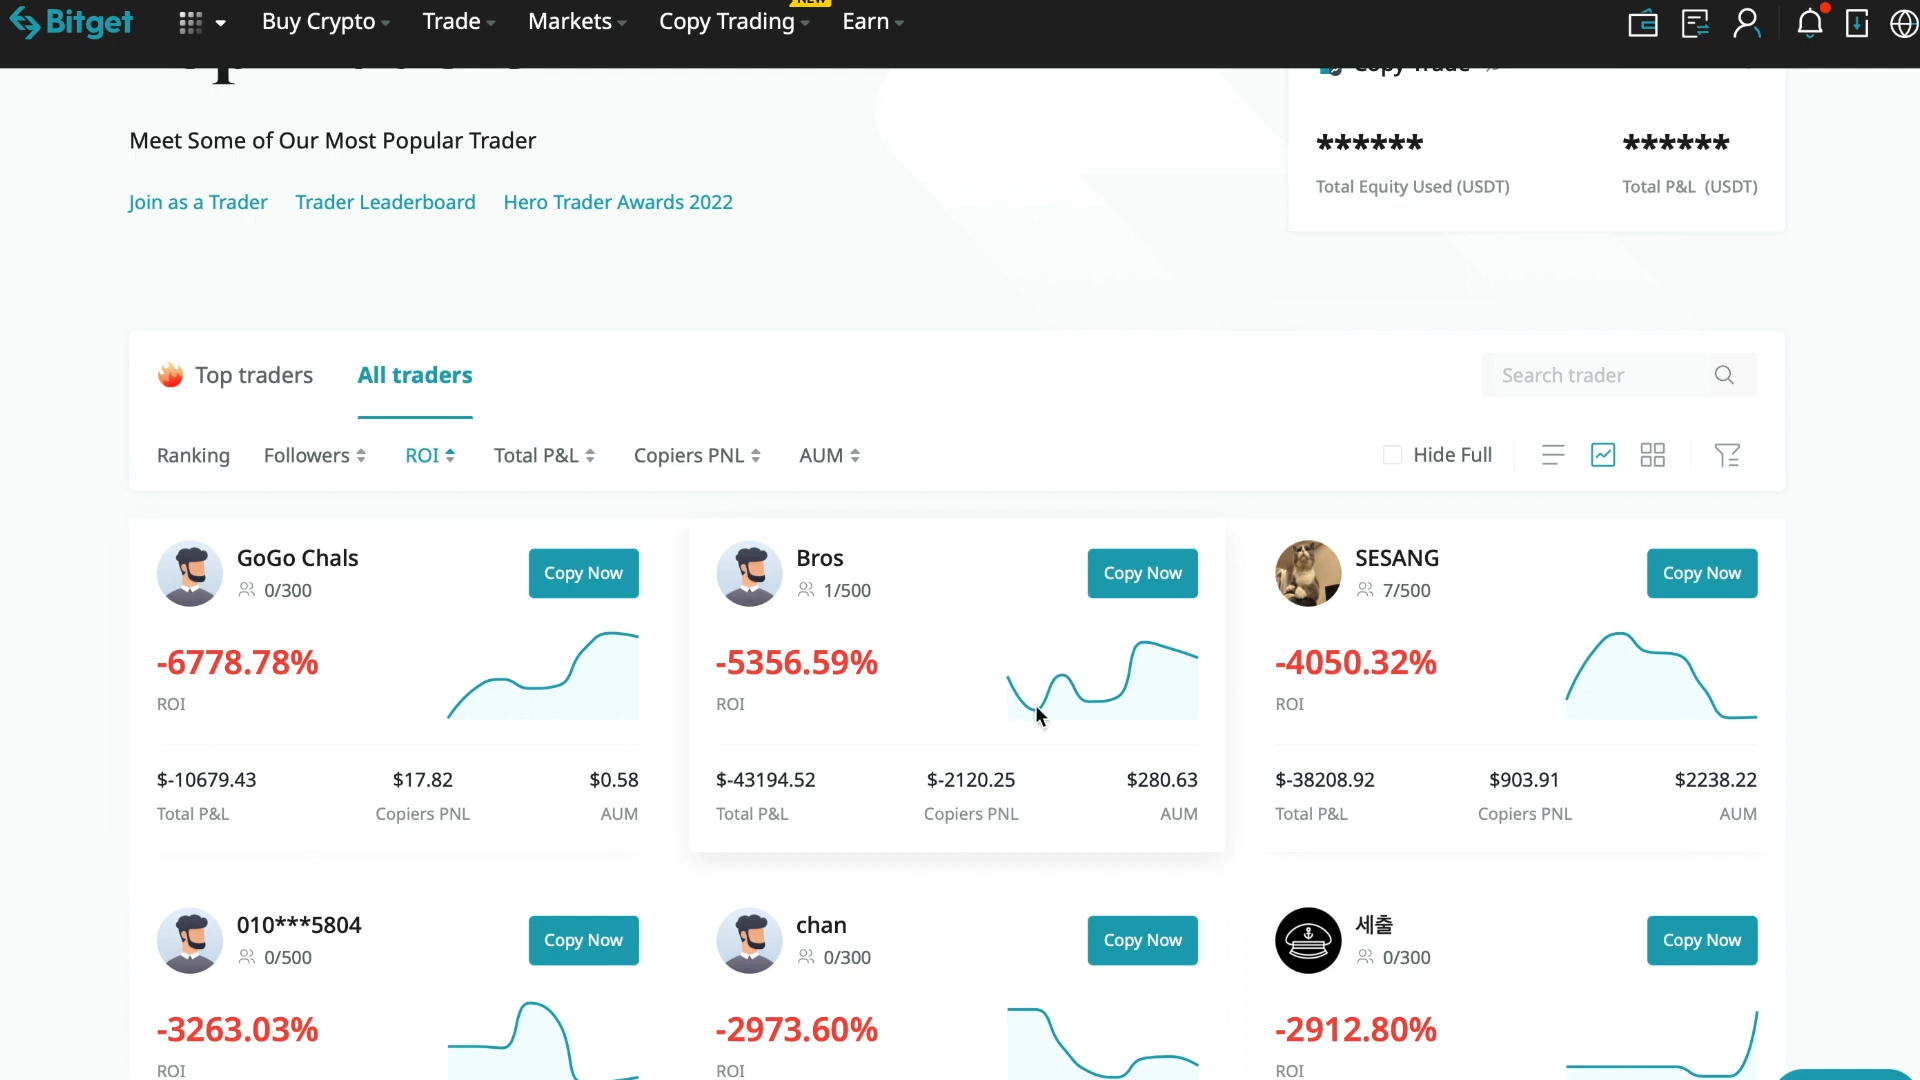 Bitget
Buy Crypto
Trade
Markets
Copy Trading
NEW
Earn
Meet Some of Our Most Popular Trader
Join as a Trader
Trader Leaderboard
Hero Trader Awards 2022
Copy Trade
******
******
Total Equity Used (USDT)
Total P&L (USDT)
Top traders
All traders
Search trader
Ranking
Followers
ROI
Total P&L
Copiers PNL
AUM
Hide Full
GoGo Chals
0/300
Copy Now
-6778.78%
ROI
$-10679.43
$17.82
$0.58
Total P&L
Copiers PNL
AUM
Bros
1/500
Copy Now
-5356.59%
ROI
$-43194.52
$-2120.25
$280.63
Total P&L
Copiers PNL
AUM
SESANG
7/500
Copy Now
-4050.32%
ROI
$-38208.92
$903.91
$2238.22
Total P&L
Copiers PNL
AUM
010***5804
0/500
Copy Now
-3263.03%
ROI
chan
0/300
Copy Now
-2973.60%
ROI
세출
0/300
Copy Now
-2912.80%
ROI